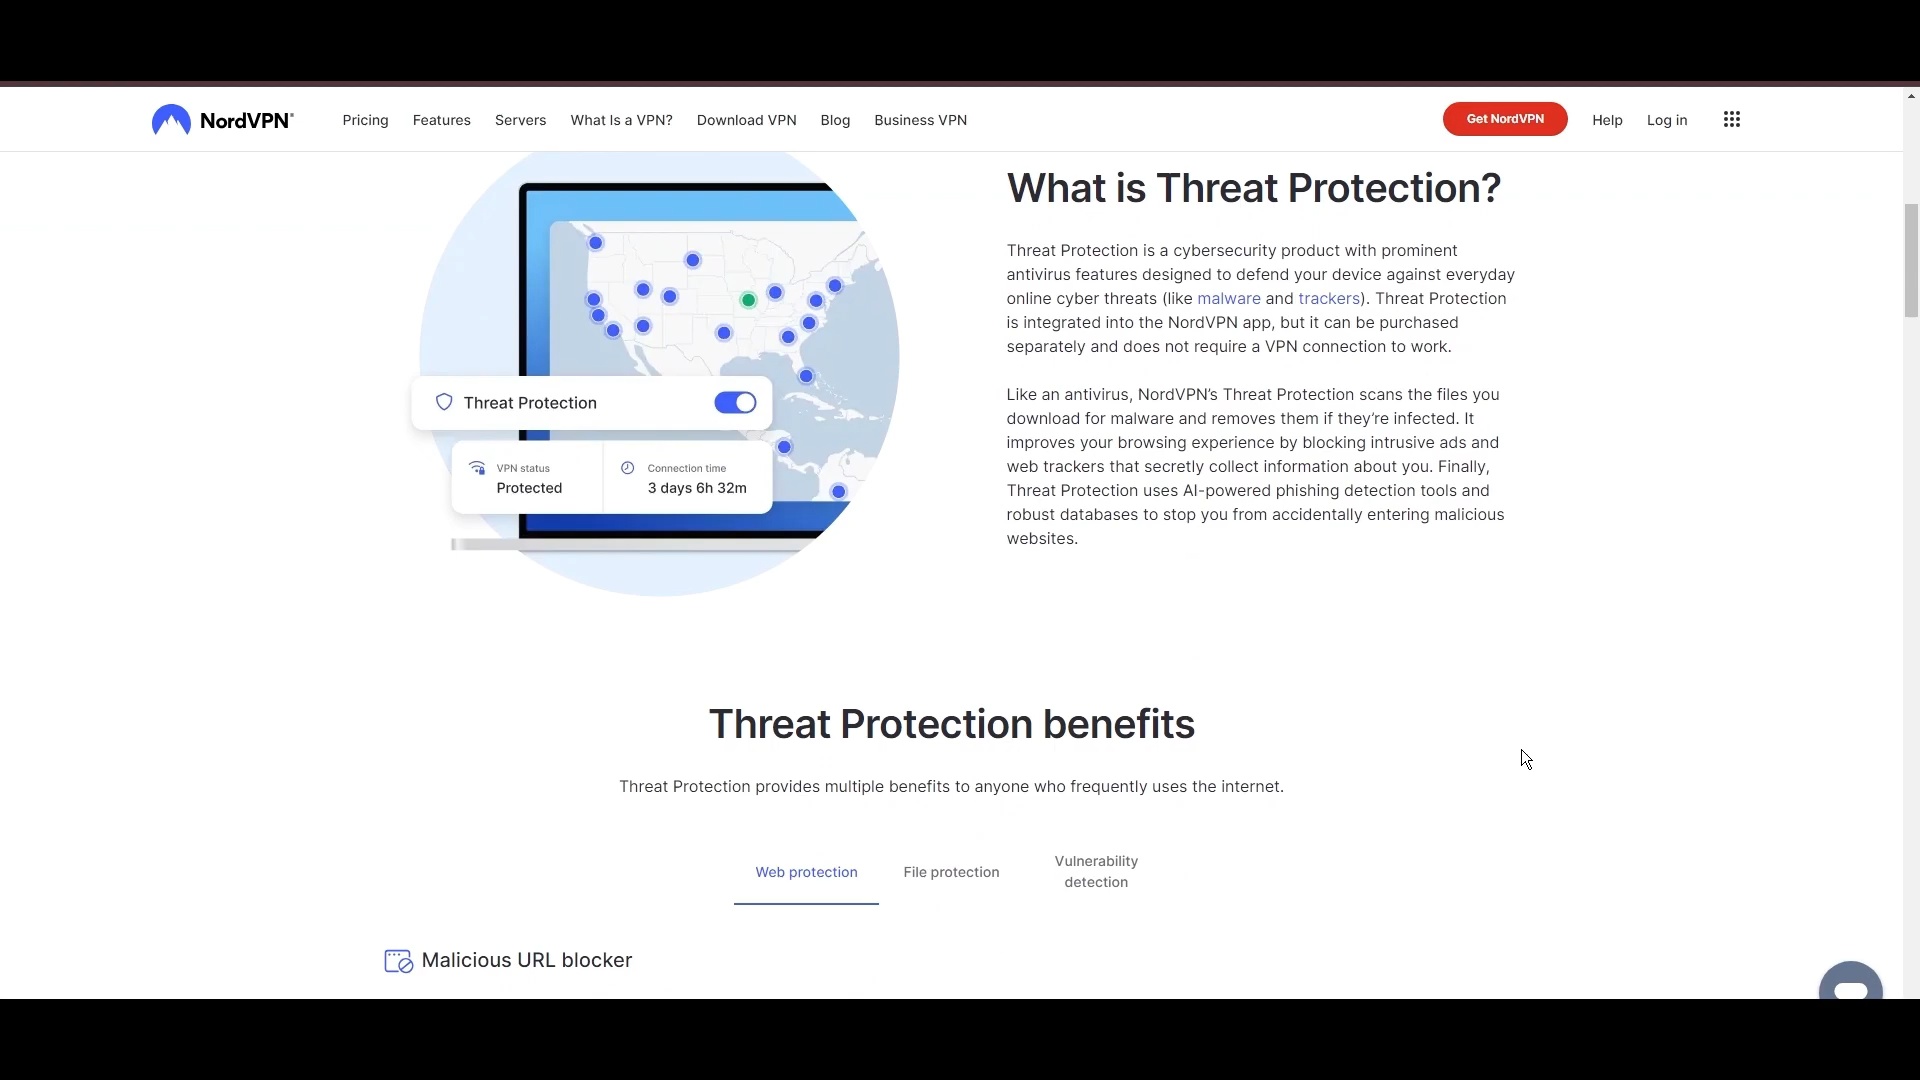 NordVPN®
Pricing
Features
Servers
What Is a VPN?
Download VPN
Blog
Business VPN
Get NordVPN
Help
Log in
What is Threat Protection?
Threat Protection is a cybersecurity product with prominent
antivirus features designed to defend your device against everyday
online cyber threats (like malware and trackers). Threat Protection
is integrated into the NordVPN app, but it can be purchased
separately and does not require a VPN connection to work.
Like an antivirus, NordVPN’s Threat Protection scans the files you
download for malware and removes them if they’re infected. It
improves your browsing experience by blocking intrusive ads and
web trackers that secretly collect information about you. Finally,
Threat Protection uses AI-powered phishing detection tools and
robust databases to stop you from accidentally entering malicious
websites.
Threat Protection
VPN status
Protected
Connection time
3 days 6h 32m
Threat Protection benefits
Threat Protection provides multiple benefits to anyone who frequently uses the internet.
Web protection
File protection
Vulnerability
detection
Malicious URL blocker